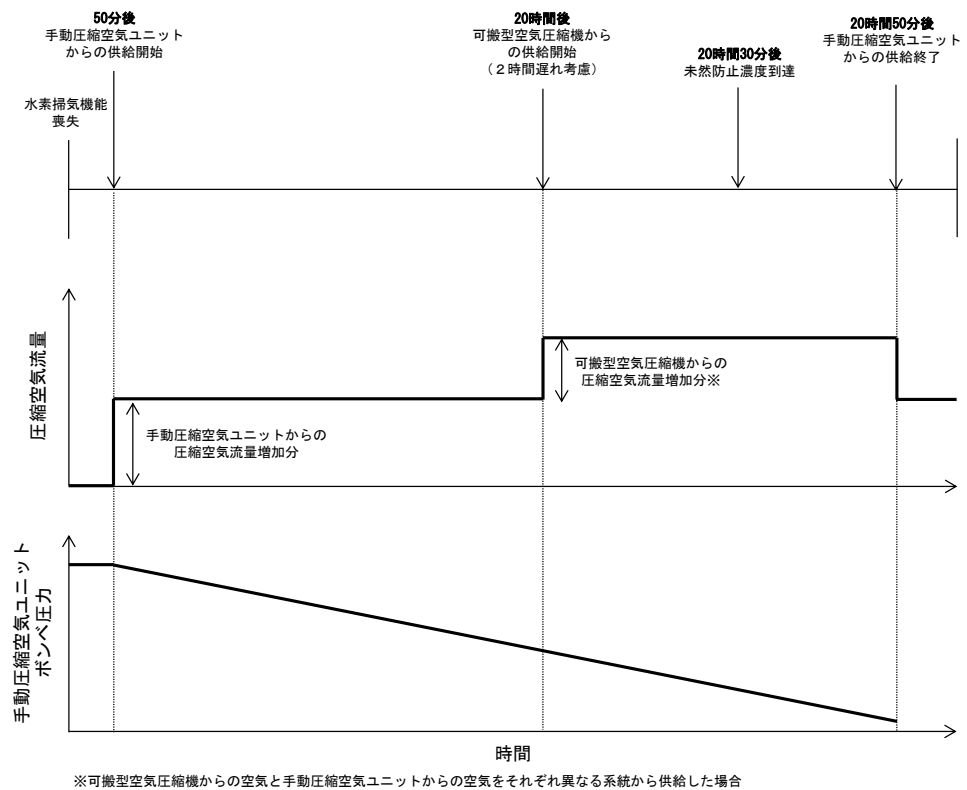 50分後
手動圧縮空気ユニット
からの供給開始
20時間後
可搬型空気圧縮機から
の供給開始
(2時間遅れ考慮)
20時間30分後
未然防止濃度到達
20時間50分後
手動圧縮空気ユニット
からの供給終了
水素掃気機能
喪失
圧縮空気流量
手動圧縮空気ユニットからの
圧縮空気流量増加分
可搬型空気圧縮機からの
圧縮空気流量増加分※
手動圧縮空気ユニット
ボンベ圧力
時間
※可搬型空気圧縮機からの空気と手動圧縮空気ユニットからの空気をそれぞれ異なる系統から供給した場合